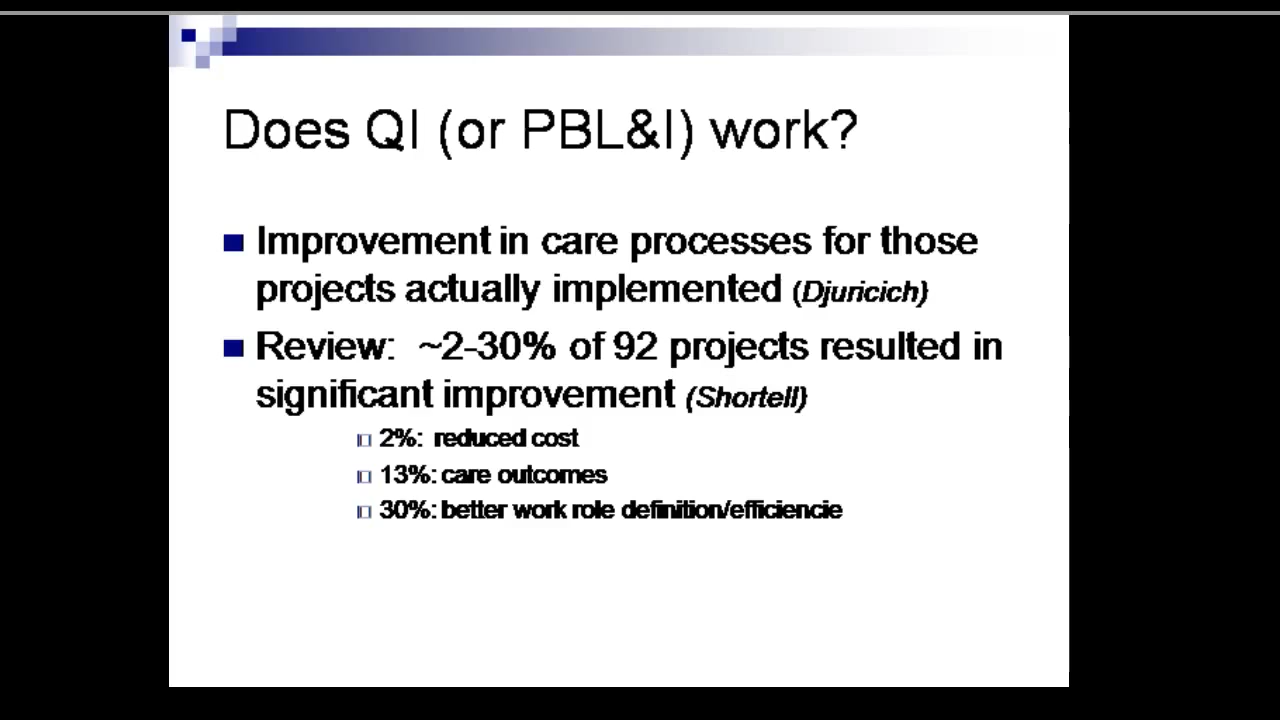 Does QI (or PBL&I) work?
Improvement in care processes for those
projects actually implemented (Djuricich)
Review: ~2-30% of 92 projects resulted in
significant improvement (Shortell)
2%: reduced cost
13%: care outcomes
30%: better work role definition/efficiencie